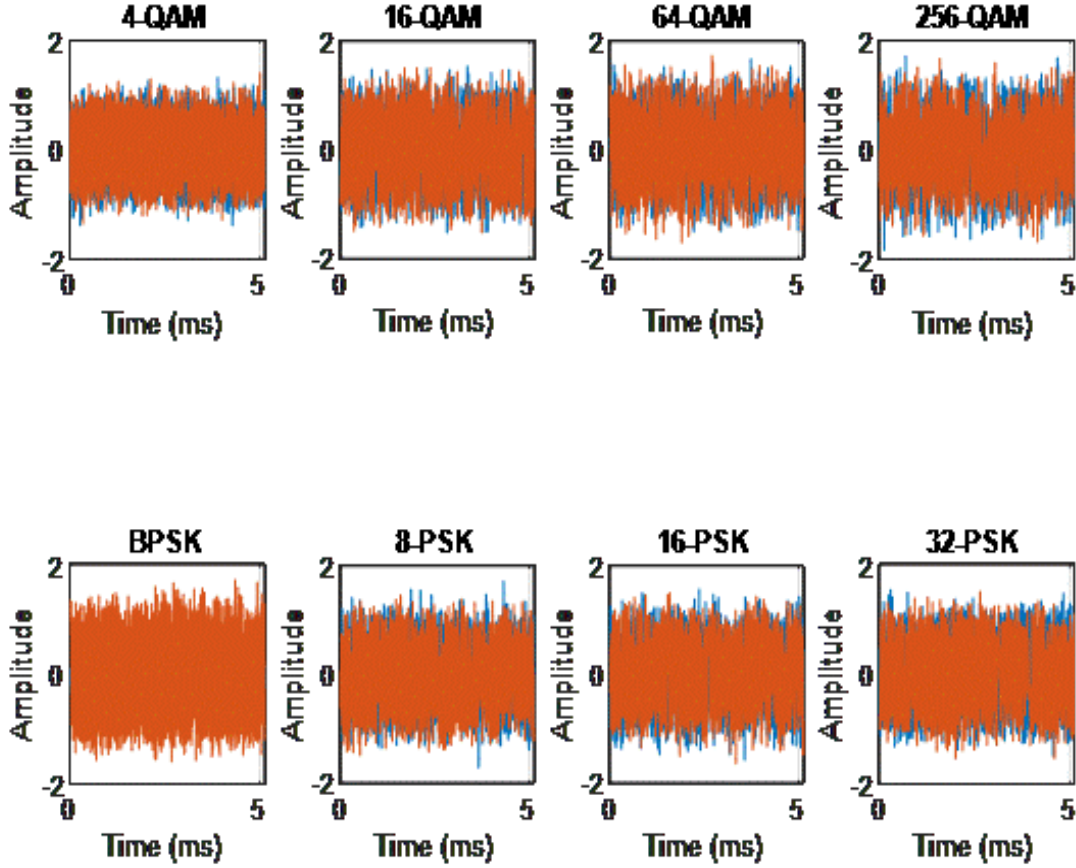 4-QAM 16-QAM 64-QAM 256-QAM
2 2 2 2
Amplitude Amplitude Amplitude Amplitude
0 0 0 0
-2 -2 -2 -2
0 5 0 5 0 5 0 5
Time (ms) Time (ms) Time (ms) Time (ms)
BPSK 8-PSK 16-PSK 32-PSK
2 2 2 2
Amplitude Amplitude Amplitude Amplitude
0 0 0 0
-2 -2 -2 -2
0 5 0 5 0 5 0 5
Time (ms) Time (ms) Time (ms) Time (ms)